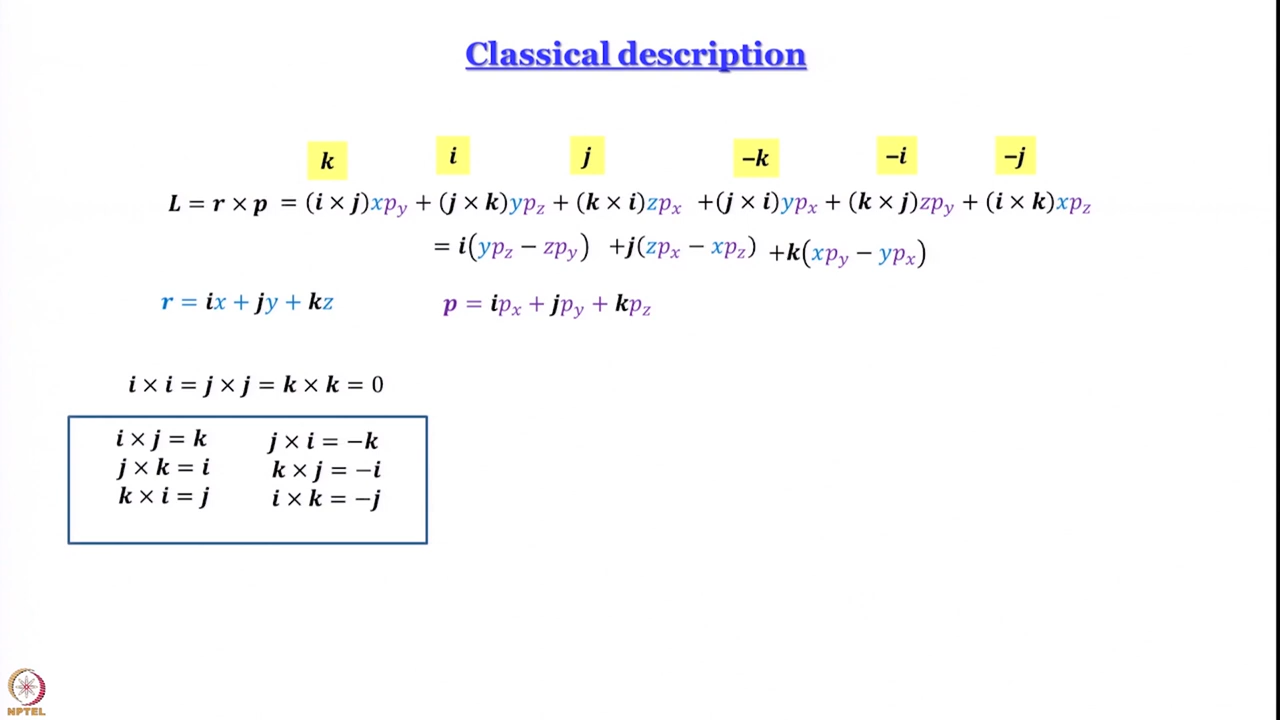 Classical description
k i j −k −i −j
L = r × p = (i × j)xp_y + (j × k)yp_z + (k × i)zp_x +(j × i)yp_x + (k × j)zp_y + (i × k)xp_z
= i(yp_z − zp_y) +j(zp_x − xp_z) +k(xp_y − yp_x)
r = ix + jy + kz p = ip_x + jp_y + kp_z
i × i = j × j = k × k = 0
i × j = k j × i = −k
j × k = i k × j = −i
k × i = j i × k = −j
NPTEL